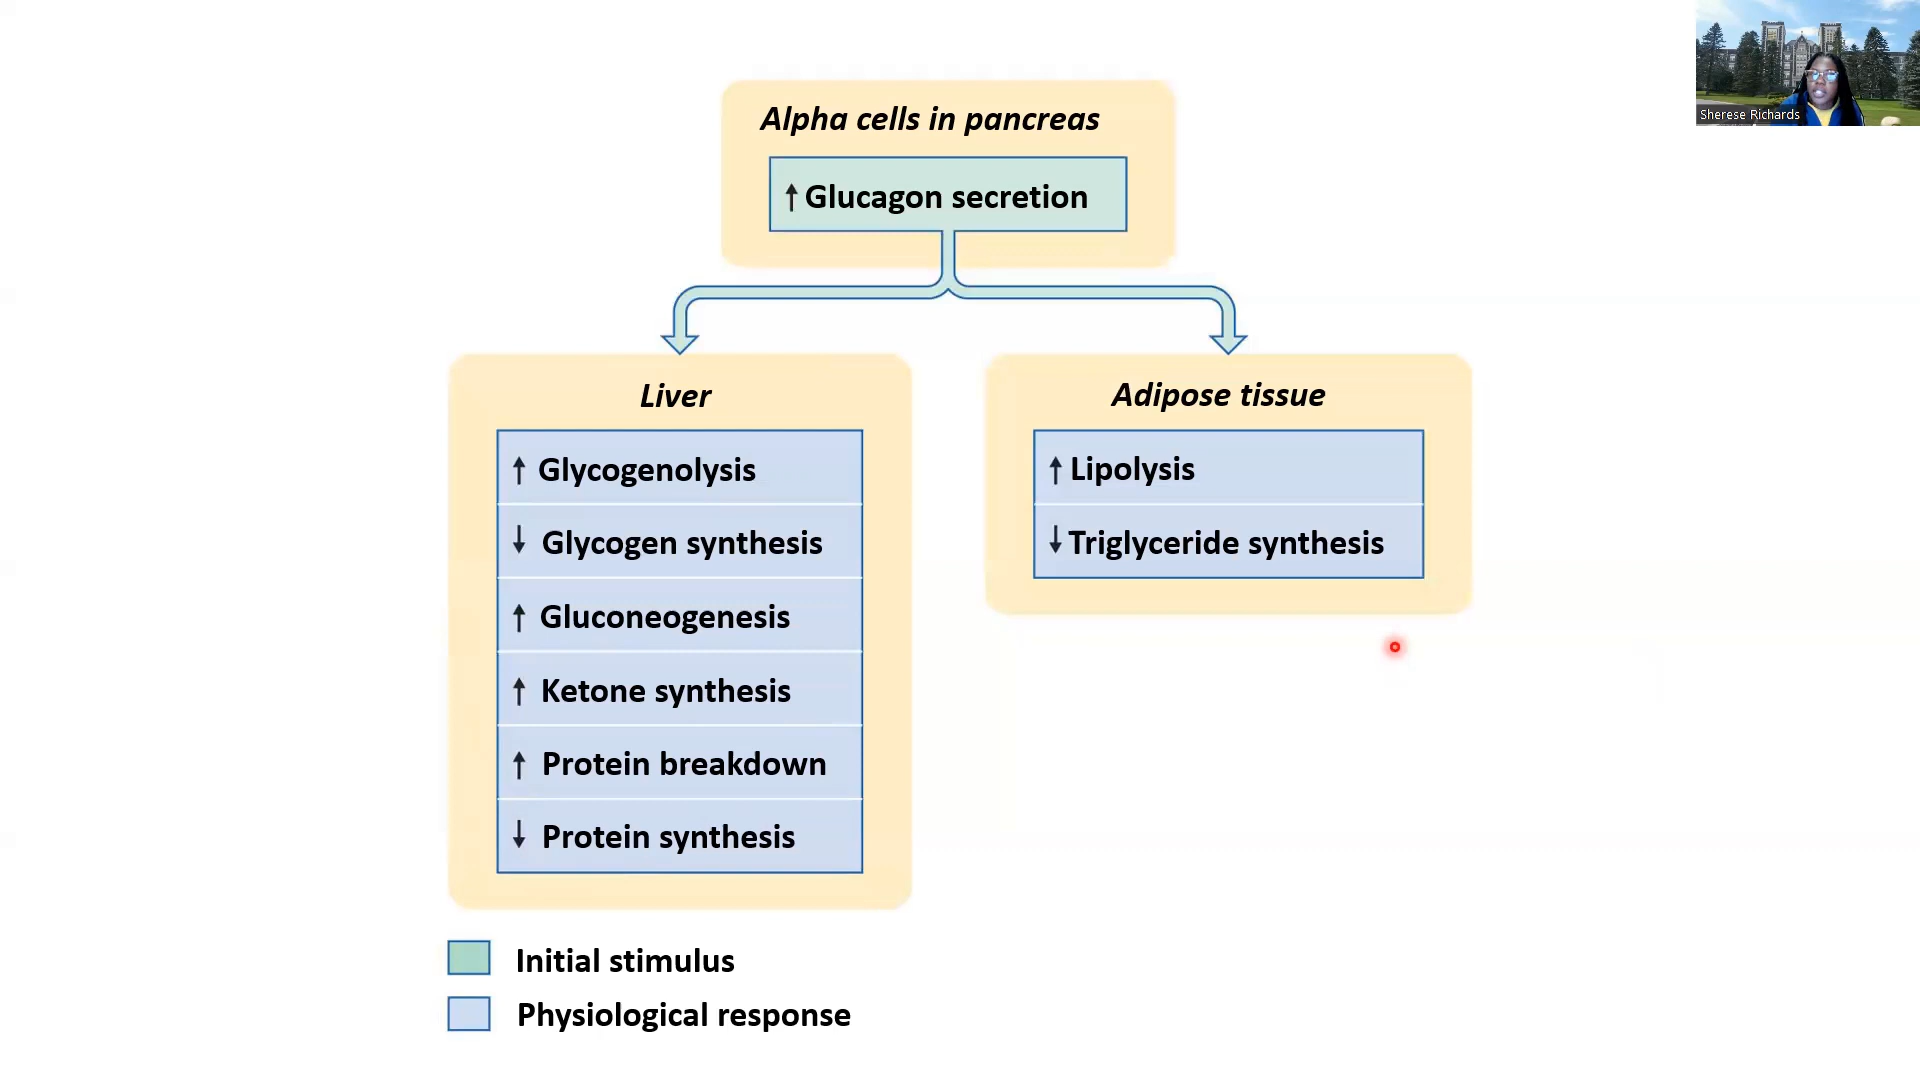 Sherese Richards
Alpha cells in pancreas
↑ Glucagon secretion
Liver
↑ Glycogenolysis
↓ Glycogen synthesis
↑ Gluconeogenesis
↑ Ketone synthesis
↑ Protein breakdown
↓ Protein synthesis
Adipose tissue
↑ Lipolysis
↓ Triglyceride synthesis
Initial stimulus
Physiological response